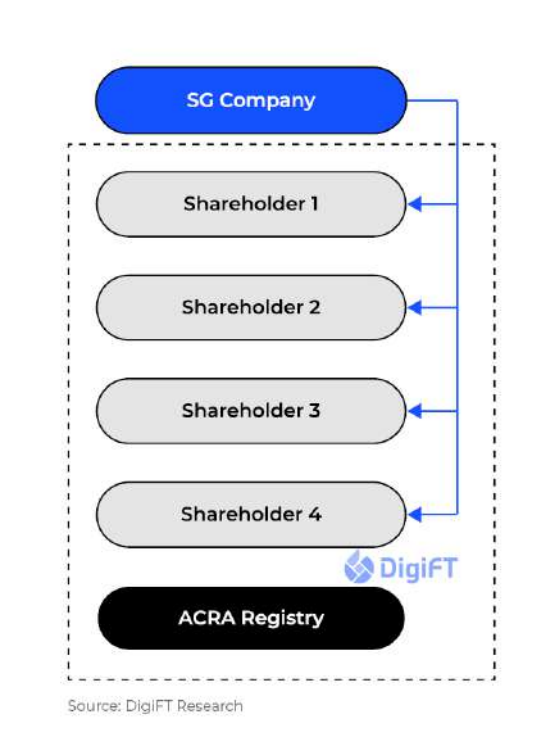 SG Company
Shareholder 1
Shareholder 2
Shareholder 3
Shareholder 4
DigiFT
ACRA Registry
Source: DigiFT Research